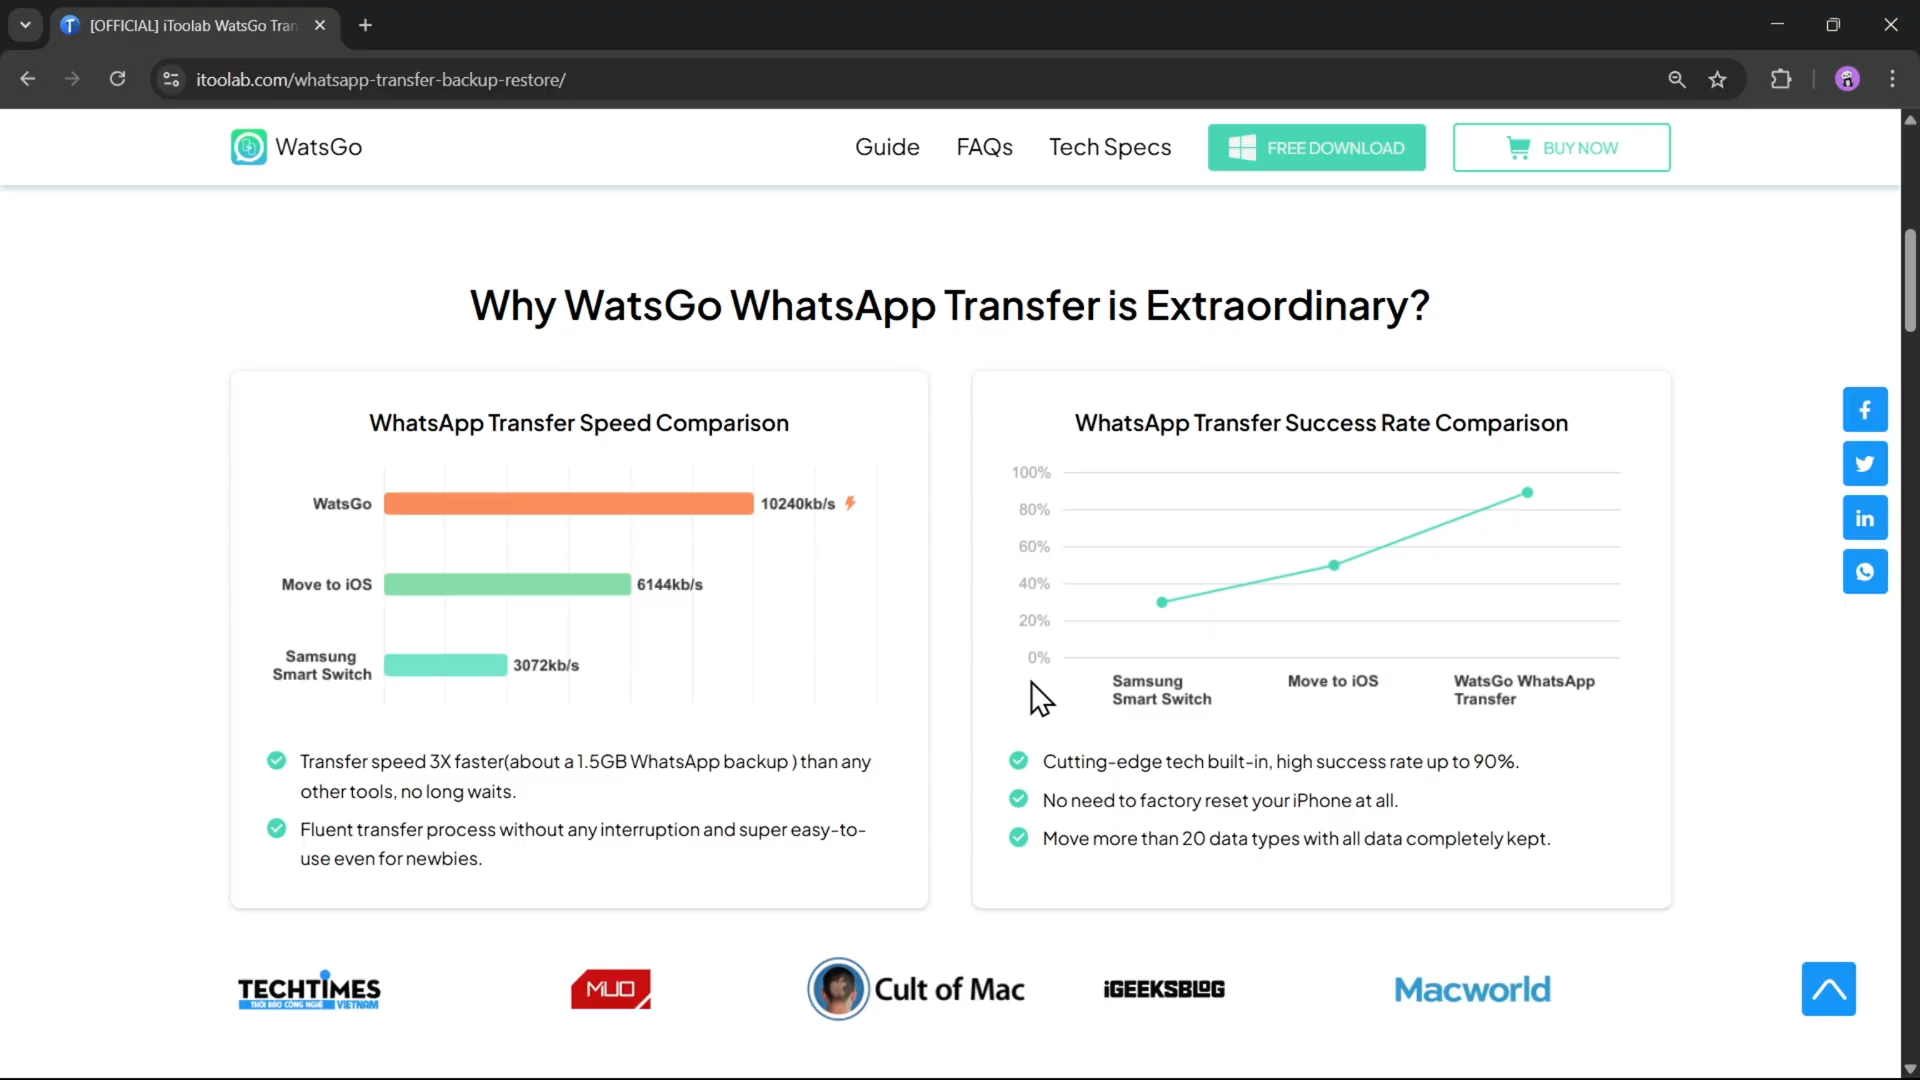 [OFFICIAL] iToolab WatsGo Tran
itoolab.com/whatsapp-transfer-backup-restore/
WatsGo
Guide
FAQs
Tech Specs
FREE DOWNLOAD
BUY NOW
Why WatsGo WhatsApp Transfer is Extraordinary?
WhatsApp Transfer Speed Comparison
WatsGo
10240kb/s
Move to iOS
6144kb/s
Samsung
Smart Switch
3072kb/s
Transfer speed 3X faster(about a 1.5GB WhatsApp backup ) than any
other tools, no long waits.
Fluent transfer process without any interruption and super easy-to-
use even for newbies.
WhatsApp Transfer Success Rate Comparison
100%
80%
60%
40%
20%
0%
Samsung
Smart Switch
Move to iOS
WatsGo WhatsApp
Transfer
Cutting-edge tech built-in, high success rate up to 90%.
No need to factory reset your iPhone at all.
Move more than 20 data types with all data completely kept.
TECHTIMES
THỜI BÁO CÔNG NGHỆ VIETNAM
MUO
Cult of Mac
iGEEKSBLOG
Macworld